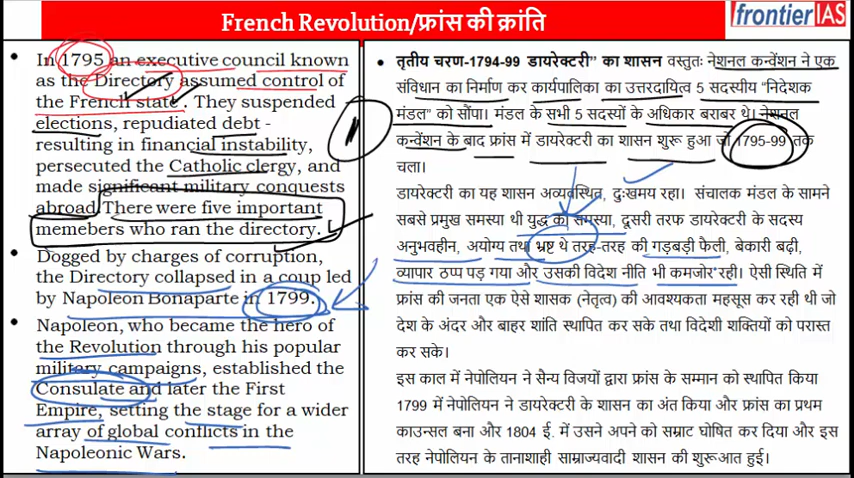 French Revolution/फ्रांस की क्रांति
frontier IAS
In 1795 an executive council known
as the Directory assumed control of
the French state . They suspended
elections, repudiated debt -
resulting in financial instability,
persecuted the Catholic clergy, and
made significant military conquests
abroad. There were five important
memebers who ran the directory.
Dogged by charges of corruption,
the Directory collapsed in a coup led
by Napoleon Bonaparte in 1799.
Napoleon, who became the hero of
the Revolution through his popular
military campaigns, established the
Consulate and later the First
Empire, setting the stage for a wider
array of global conflicts in the
Napoleonic Wars.
तृतीय चरण-1794-99 डायरेक्टरी" का शासन वस्तुतः नेशनल कन्वेंशन ने एक
संविधान का निर्माण कर कार्यपालिका का उत्तरदायित्व 5 सदस्यीय "निदेशक
मंडल" को सौंपा। मंडल के सभी 5 सदस्यों के अधिकार बराबर थे। नेशनल
कन्वेंशन के बाद फ्रांस में डायरेक्टरी का शासन शुरू हुआ जो 1795-99 तक
चला।
डायरेक्टरी का यह शासन अव्यवस्थित, दुःखमय रहा। संचालक मंडल के सामने
सबसे प्रमुख समस्या थी युद्ध की समस्या, दूसरी तरफ डायरेक्टरी के सदस्य
अनुभवहीन, अयोग्य तथा भ्रष्ट थे तरह-तरह की गड़बड़ी फैली, बेकारी बढ़ी,
व्यापार ठप्प पड़ गया और उसकी विदेश नीति भी कमजोर रही। ऐसी स्थिति में
फ्रांस की जनता एक ऐसे शासक (नेतृत्व) की आवश्यकता महसूस कर रही थी जो
देश के अंदर और बाहर शांति स्थापित कर सके तथा विदेशी शक्तियों को परास्त
कर सके।
इस काल में नेपोलियन ने सैन्य विजयों द्वारा फ्रांस के सम्मान को स्थापित किया
1799 में नेपोलियन ने डायरेक्टरी के शासन का अंत किया और फ्रांस का प्रथम
काउन्सल बना और 1804 ई. में उसने अपने को सम्राट घोषित कर दिया और इस
तरह नेपोलियन के तानाशाही साम्राज्यवादी शासन की शुरूआत हुई।